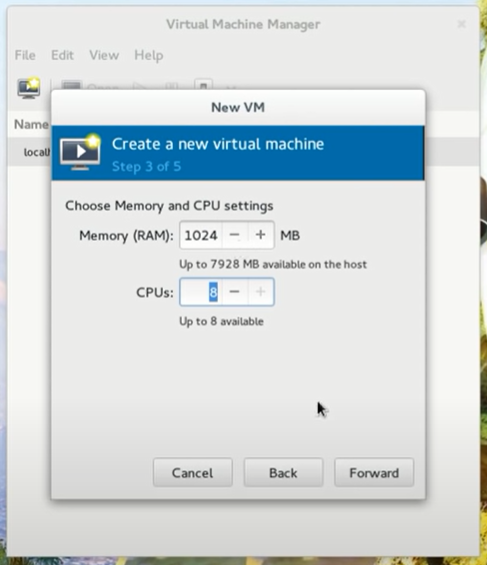 Virtual Machine Manager
File Edit View Help
Open
Name
New VM
Create a new virtual machine
Step 3 of 5
Choose Memory and CPU settings
Memory (RAM): 1024 − + MB
Up to 7928 MB available on the host
CPUs: 8 − +
Up to 8 available
Cancel Back Forward